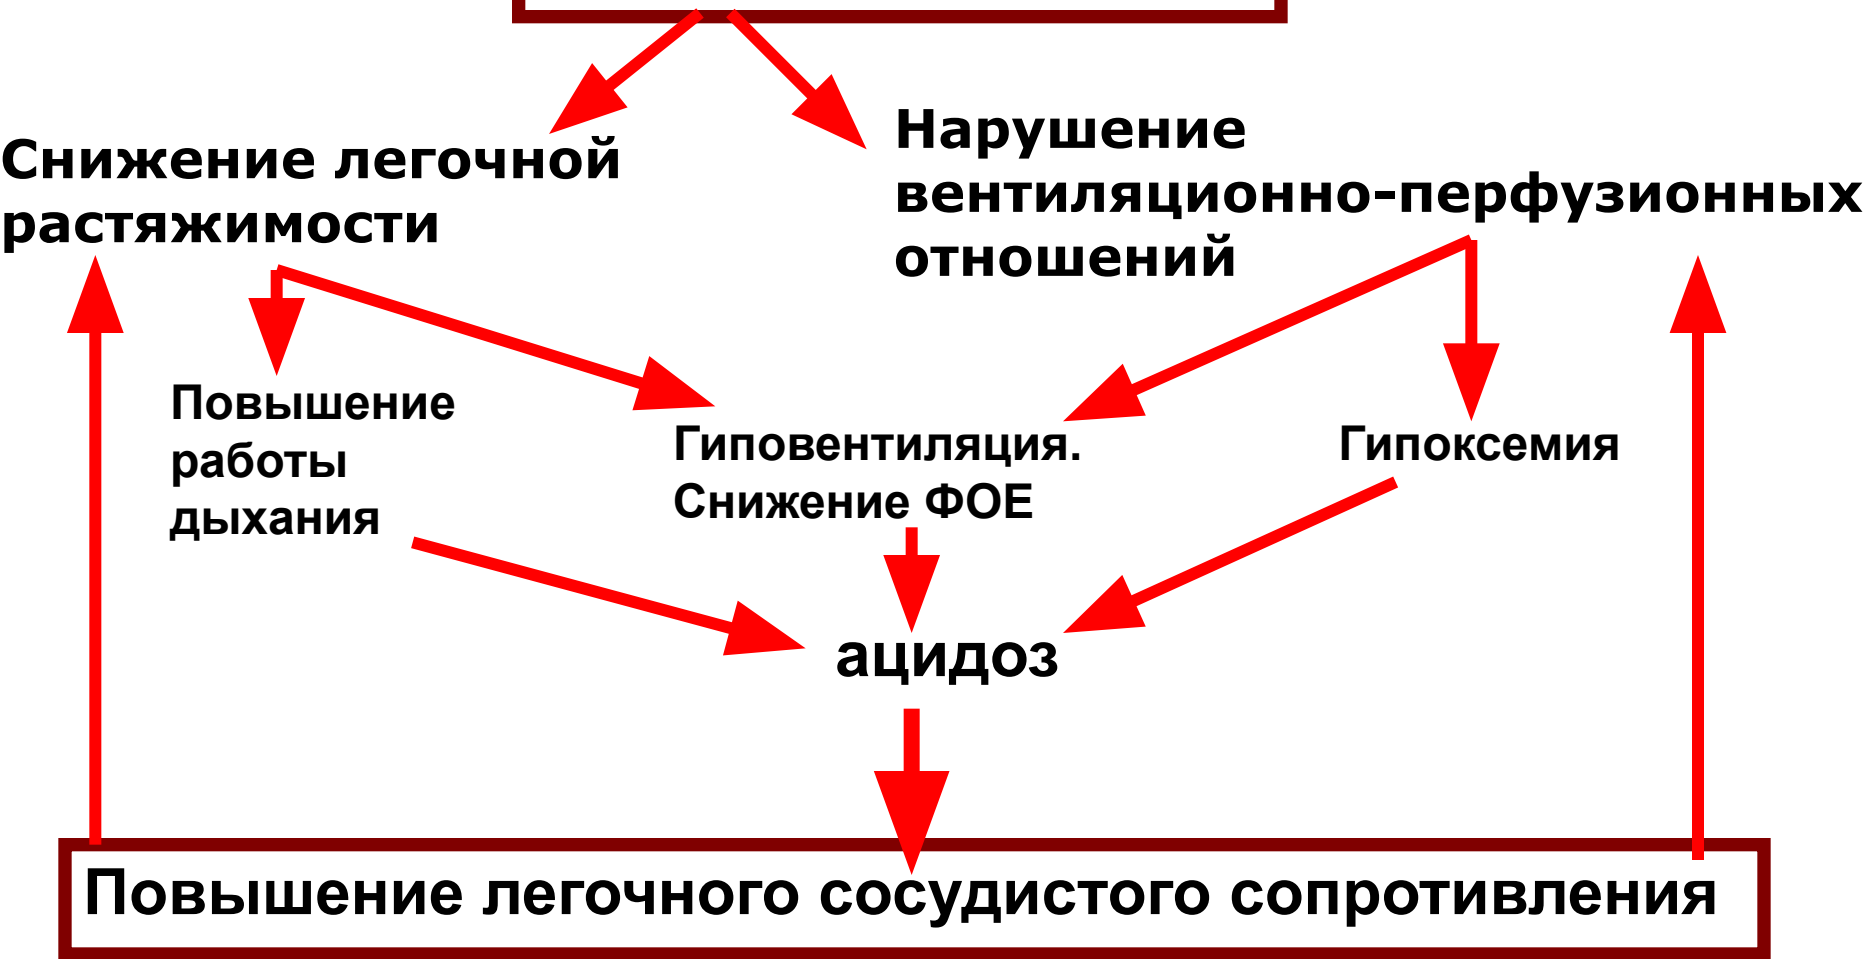 Снижение легочной
растяжимости
Нарушение
вентиляционно-перфузионных
отношений
Повышение
работы
дыхания
Гиповентиляция.
Снижение ФОЕ
Гипоксемия
ацидоз
Повышение легочного сосудистого сопротивления